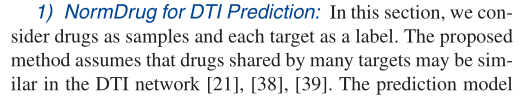 1) NormDrug for DTI Prediction: In this section, we con-
sider drugs as samples and each target as a label. The proposed
method assumes that drugs shared by many targets may be sim-
ilar in the DTI network [21], [38], [39]. The prediction model